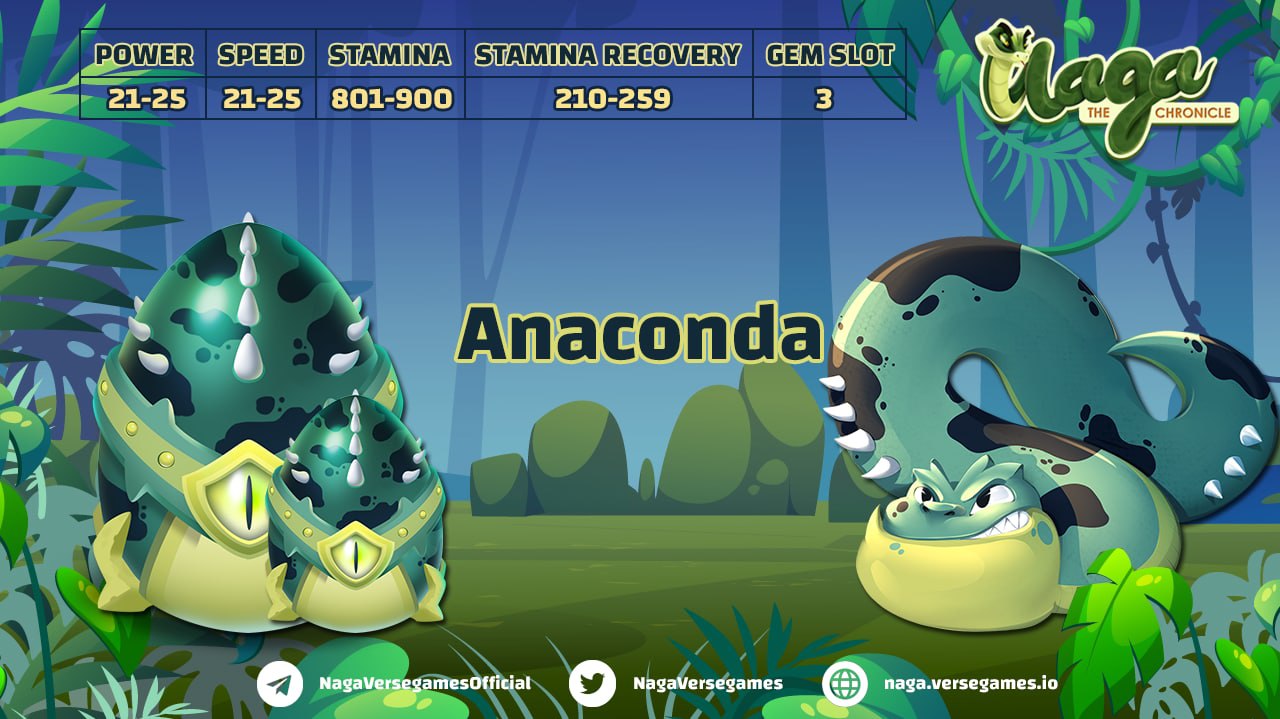 POWER SPEED STAMINA STAMINA RECOVERY GEM SLOT
21-25 21-25 801-900 210-259 3
Naga
THE CHRONICLE
Anaconda
NagaVersegamesOfficial NagaVersegames naga.versegames.io